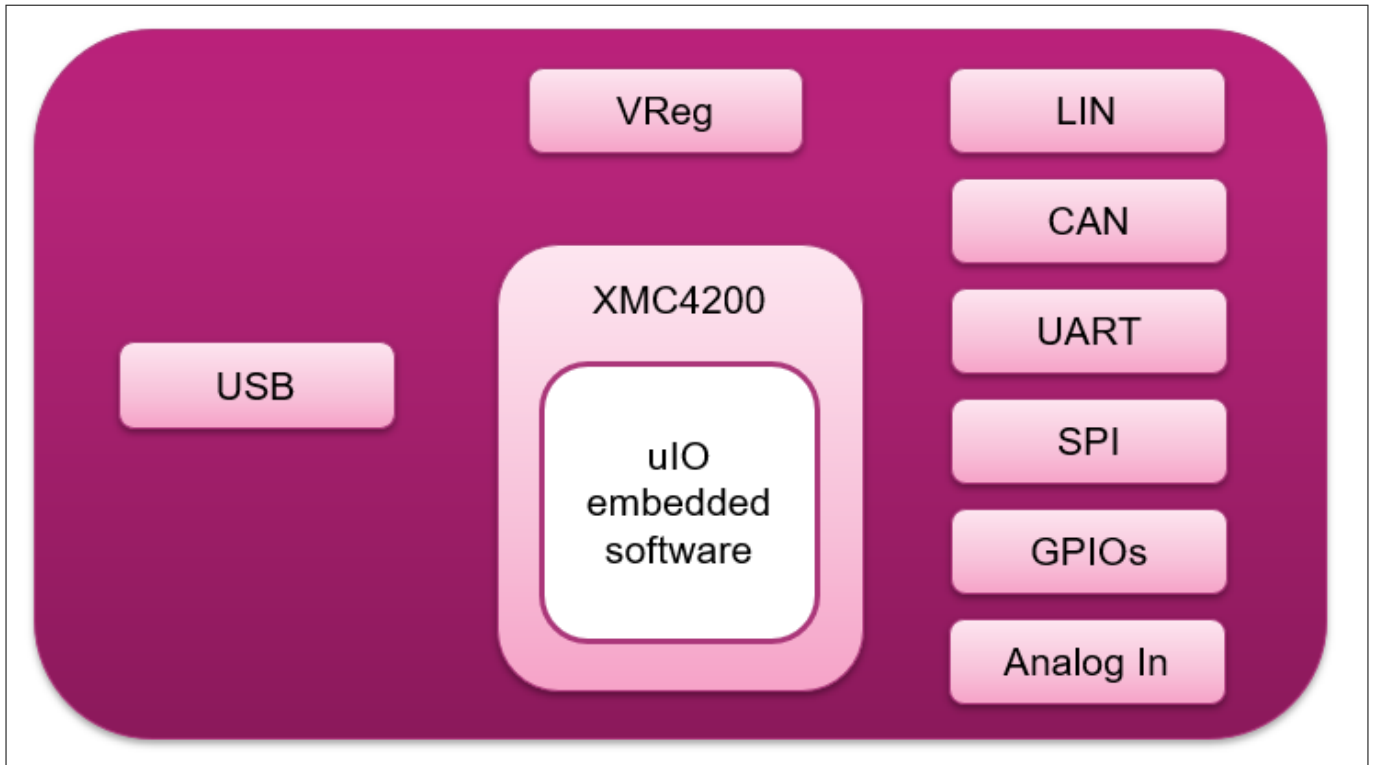 VReg
LIN
CAN
XMC4200
UART
USB
SPI
uIO
embedded
software
GPIOs
Analog In